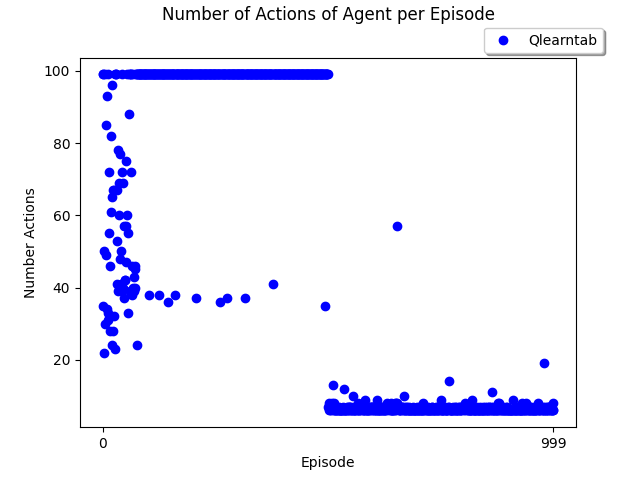 Number of Actions of Agent per Episode
Qlearntab
100
80
60
40
20
Number Actions
0
999
Episode